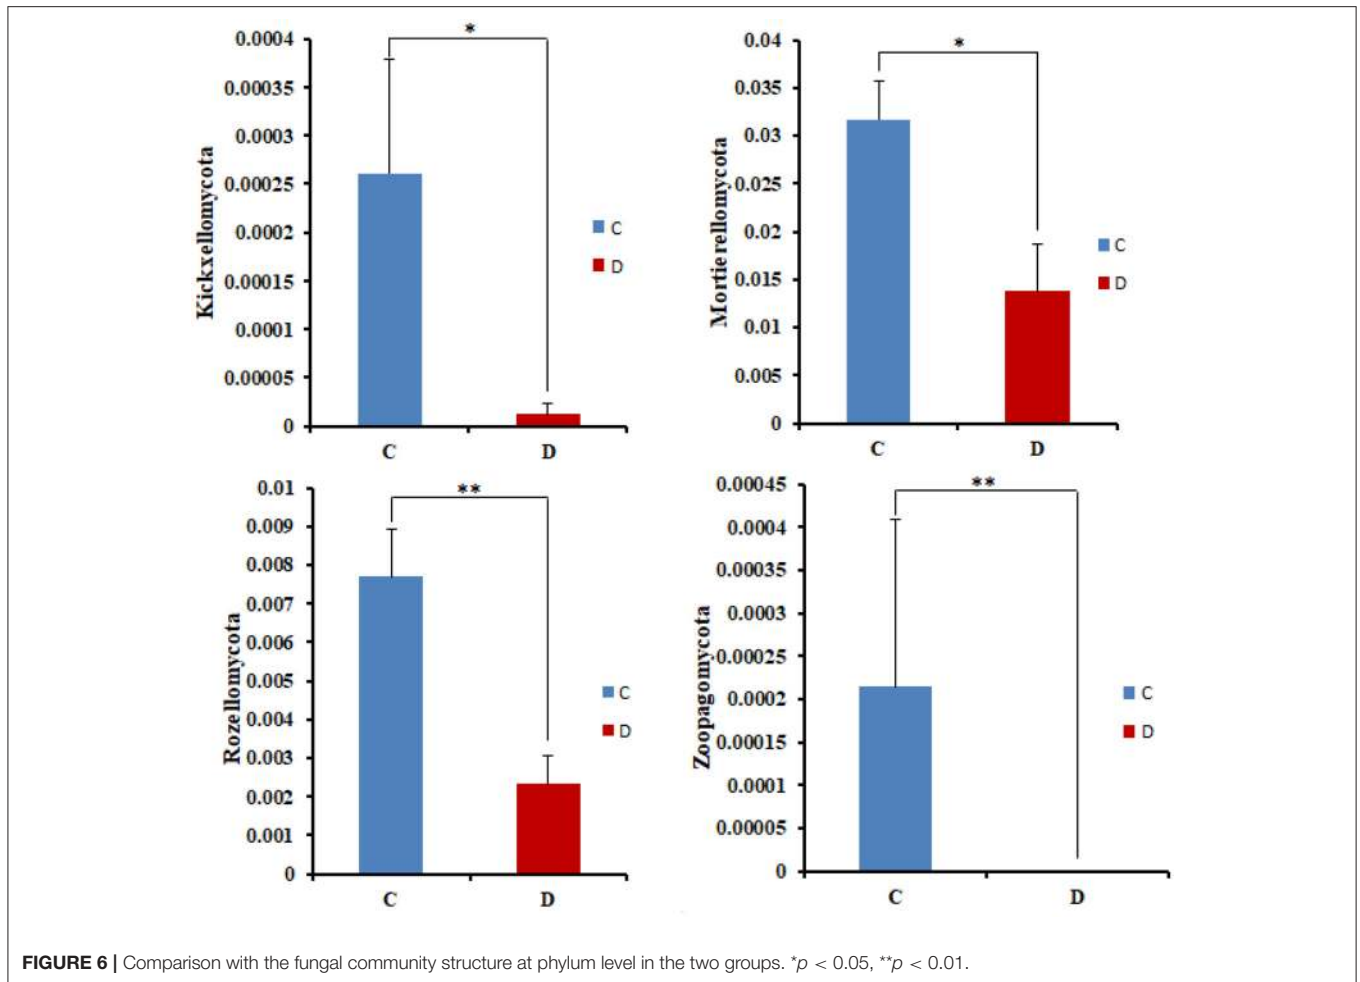 *
0.0004
0.00035
0.0003
0.00025
0.0002
0.00015
0.0001
0.00005
0
Kickxellomycota
C
D
C
D
*
0.04
0.035
0.03
0.025
0.02
0.015
0.01
0.005
0
Mortierellomycota
C
D
C
D
**
0.01
0.009
0.008
0.007
0.006
0.005
0.004
0.003
0.002
0.001
0
Rozellomycota
C
D
C
D
**
0.00045
0.0004
0.00035
0.0003
0.00025
0.0002
0.00015
0.0001
0.00005
0
Zoopagomycota
C
D
C
D
FIGURE 6 | Comparison with the fungal community structure at phylum level in the two groups. *p < 0.05, **p < 0.01.